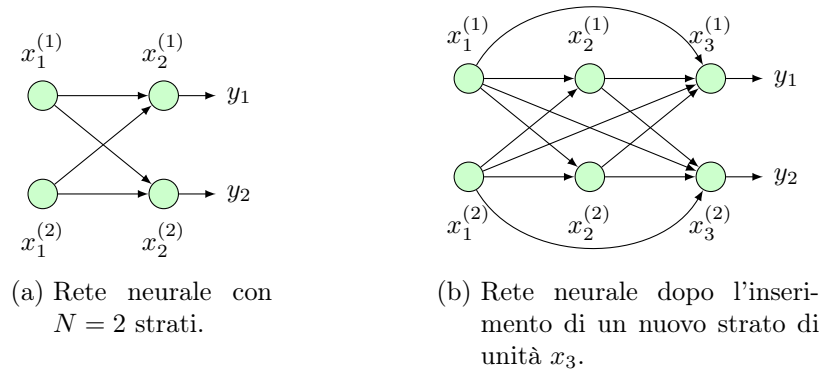 x_1^{(1)} x_2^{(1)}
y_1
y_2
x_1^{(2)} x_2^{(2)}
(a) Rete neurale con
N = 2 strati.
x_1^{(1)} x_2^{(1)} x_3^{(1)}
y_1
y_2
x_1^{(2)} x_2^{(2)} x_3^{(2)}
(b) Rete neurale dopo l'inseri-
mento di un nuovo strato di
unità x_3.